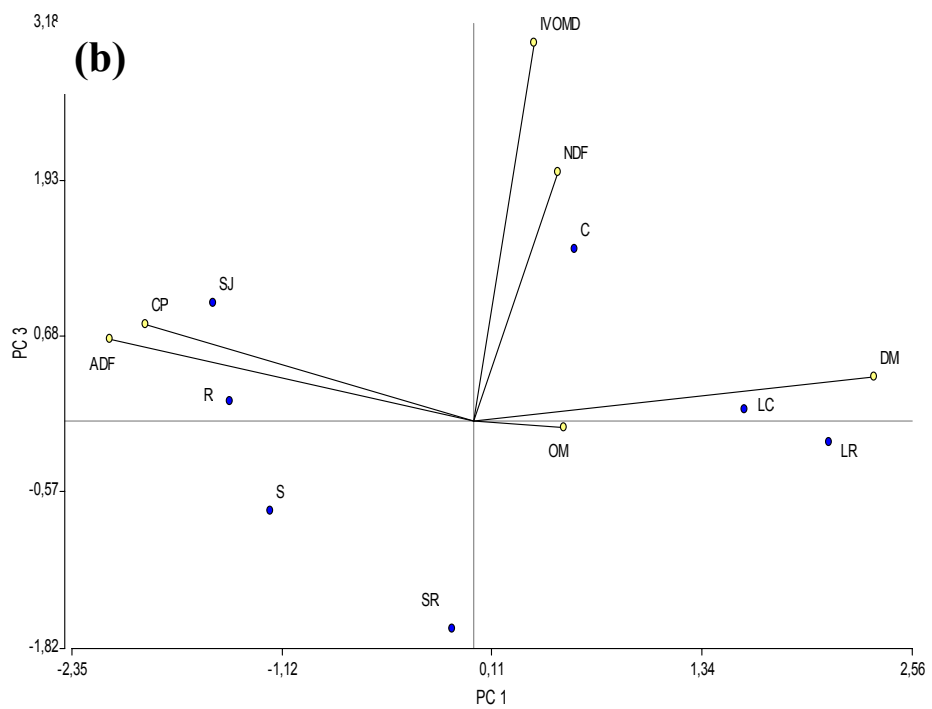 3,18
IVOMD
(b)
NDF
1,93
C
SJ
CP
0,68
PC 3
ADF
DM
R
LC
OM
LR
-0,57
S
SR
-1,82
-2,35
-1,12
0,11
1,34
2,56
PC 1